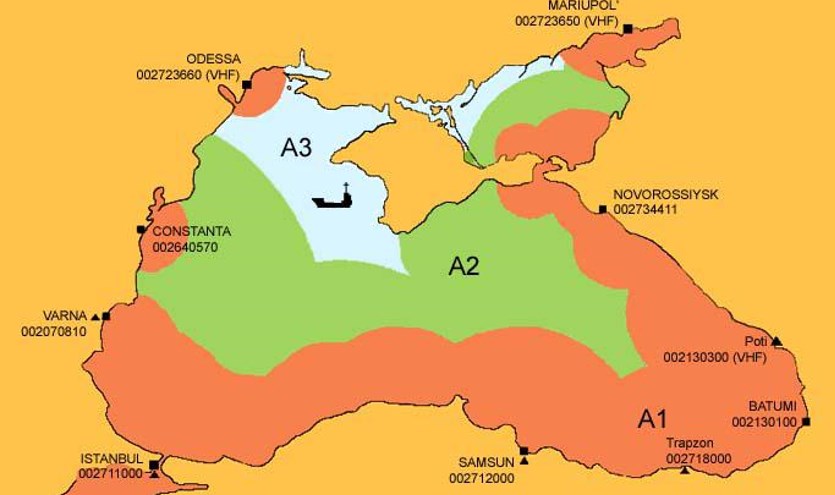 MARIUPOL'
002723650 (VHF)
ODESSA
002723660 (VHF)
A3
NOVOROSSIYSK
002734411
CONSTANTA
002640570
A2
VARNA
002070810
Poti
002130300 (VHF)
BATUMI
002130100
A1
Trapzon
002718000
ISTANBUL
002711000
SAMSUN
002712000